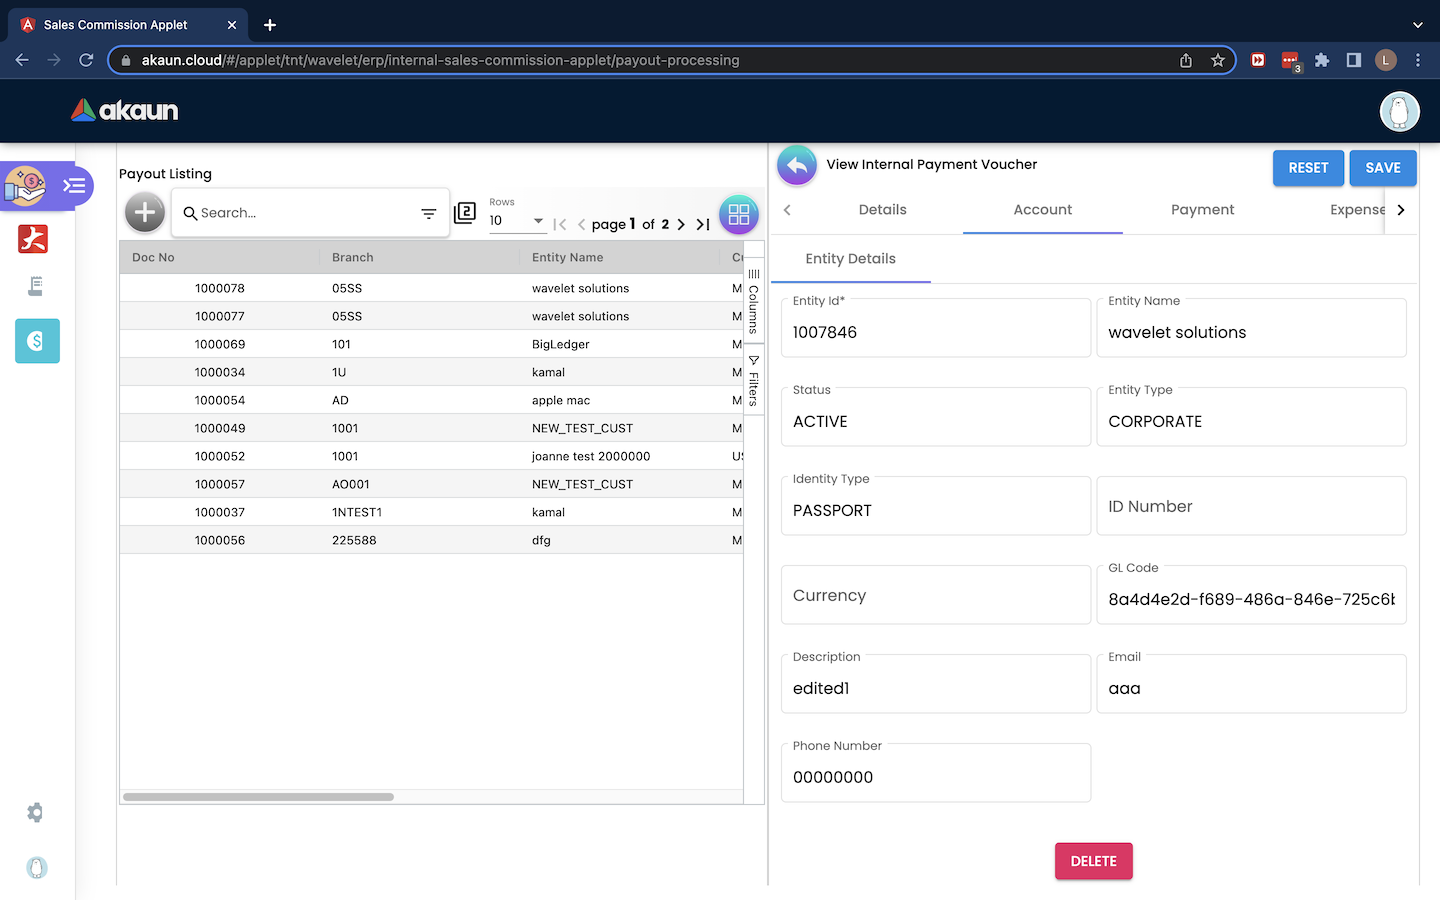 Sales Commission Applet
akaun.cloud/#/applet/tnt/wavelet/erp/internal-sales-commission-applet/payout-processing
3
L
akaun
Payout Listing
Search...
2
Rows
10
page 1 of 2
Doc No Branch Entity Name
1000078 05SS wavelet solutions M
1000077 05SS wavelet solutions M
1000069 101 BigLedger M
1000034 1U kamal M
1000054 AD apple mac M
1000049 1001 NEW_TEST_CUST M
1000052 1001 joanne test 2000000
1000057 AO001 NEW_TEST_CUST M
1000037 1NTEST1 kamal M
1000056 225588 dfg M
Columns
Filters
View Internal Payment Voucher
RESET
SAVE
Details Account Payment Expense
Entity Details
Entity Id* Entity Name
1007846 wavelet solutions
Status Entity Type
ACTIVE CORPORATE
Identity Type
PASSPORT ID Number
GL Code
Currency 8a4d4e2d-f689-486a-846e-725c6
Description Email
edited1 aaa
Phone Number
00000000
DELETE